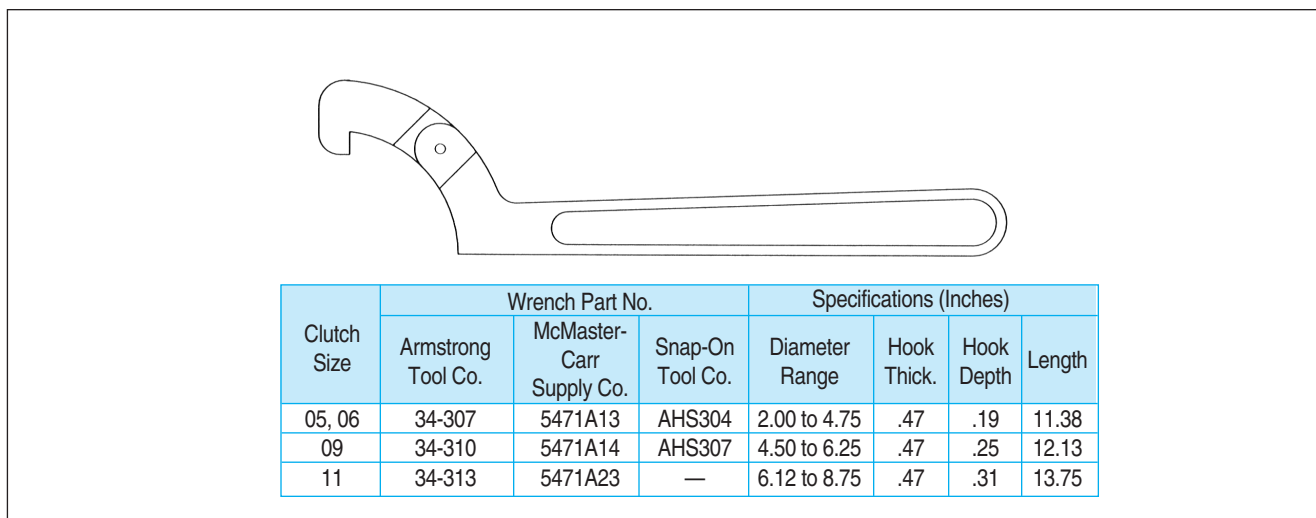 Clutch Size
Wrench Part No.
Specifications (Inches)
Armstrong Tool Co.
McMaster-Carr Supply Co.
Snap-On Tool Co.
Diameter Range
Hook Thick.
Hook Depth
Length
05, 06 34-307 5471A13 AHS304 2.00 to 4.75 .47 .19 11.38
09 34-310 5471A14 AHS307 4.50 to 6.25 .47 .25 12.13
11 34-313 5471A23 — 6.12 to 8.75 .47 .31 13.75